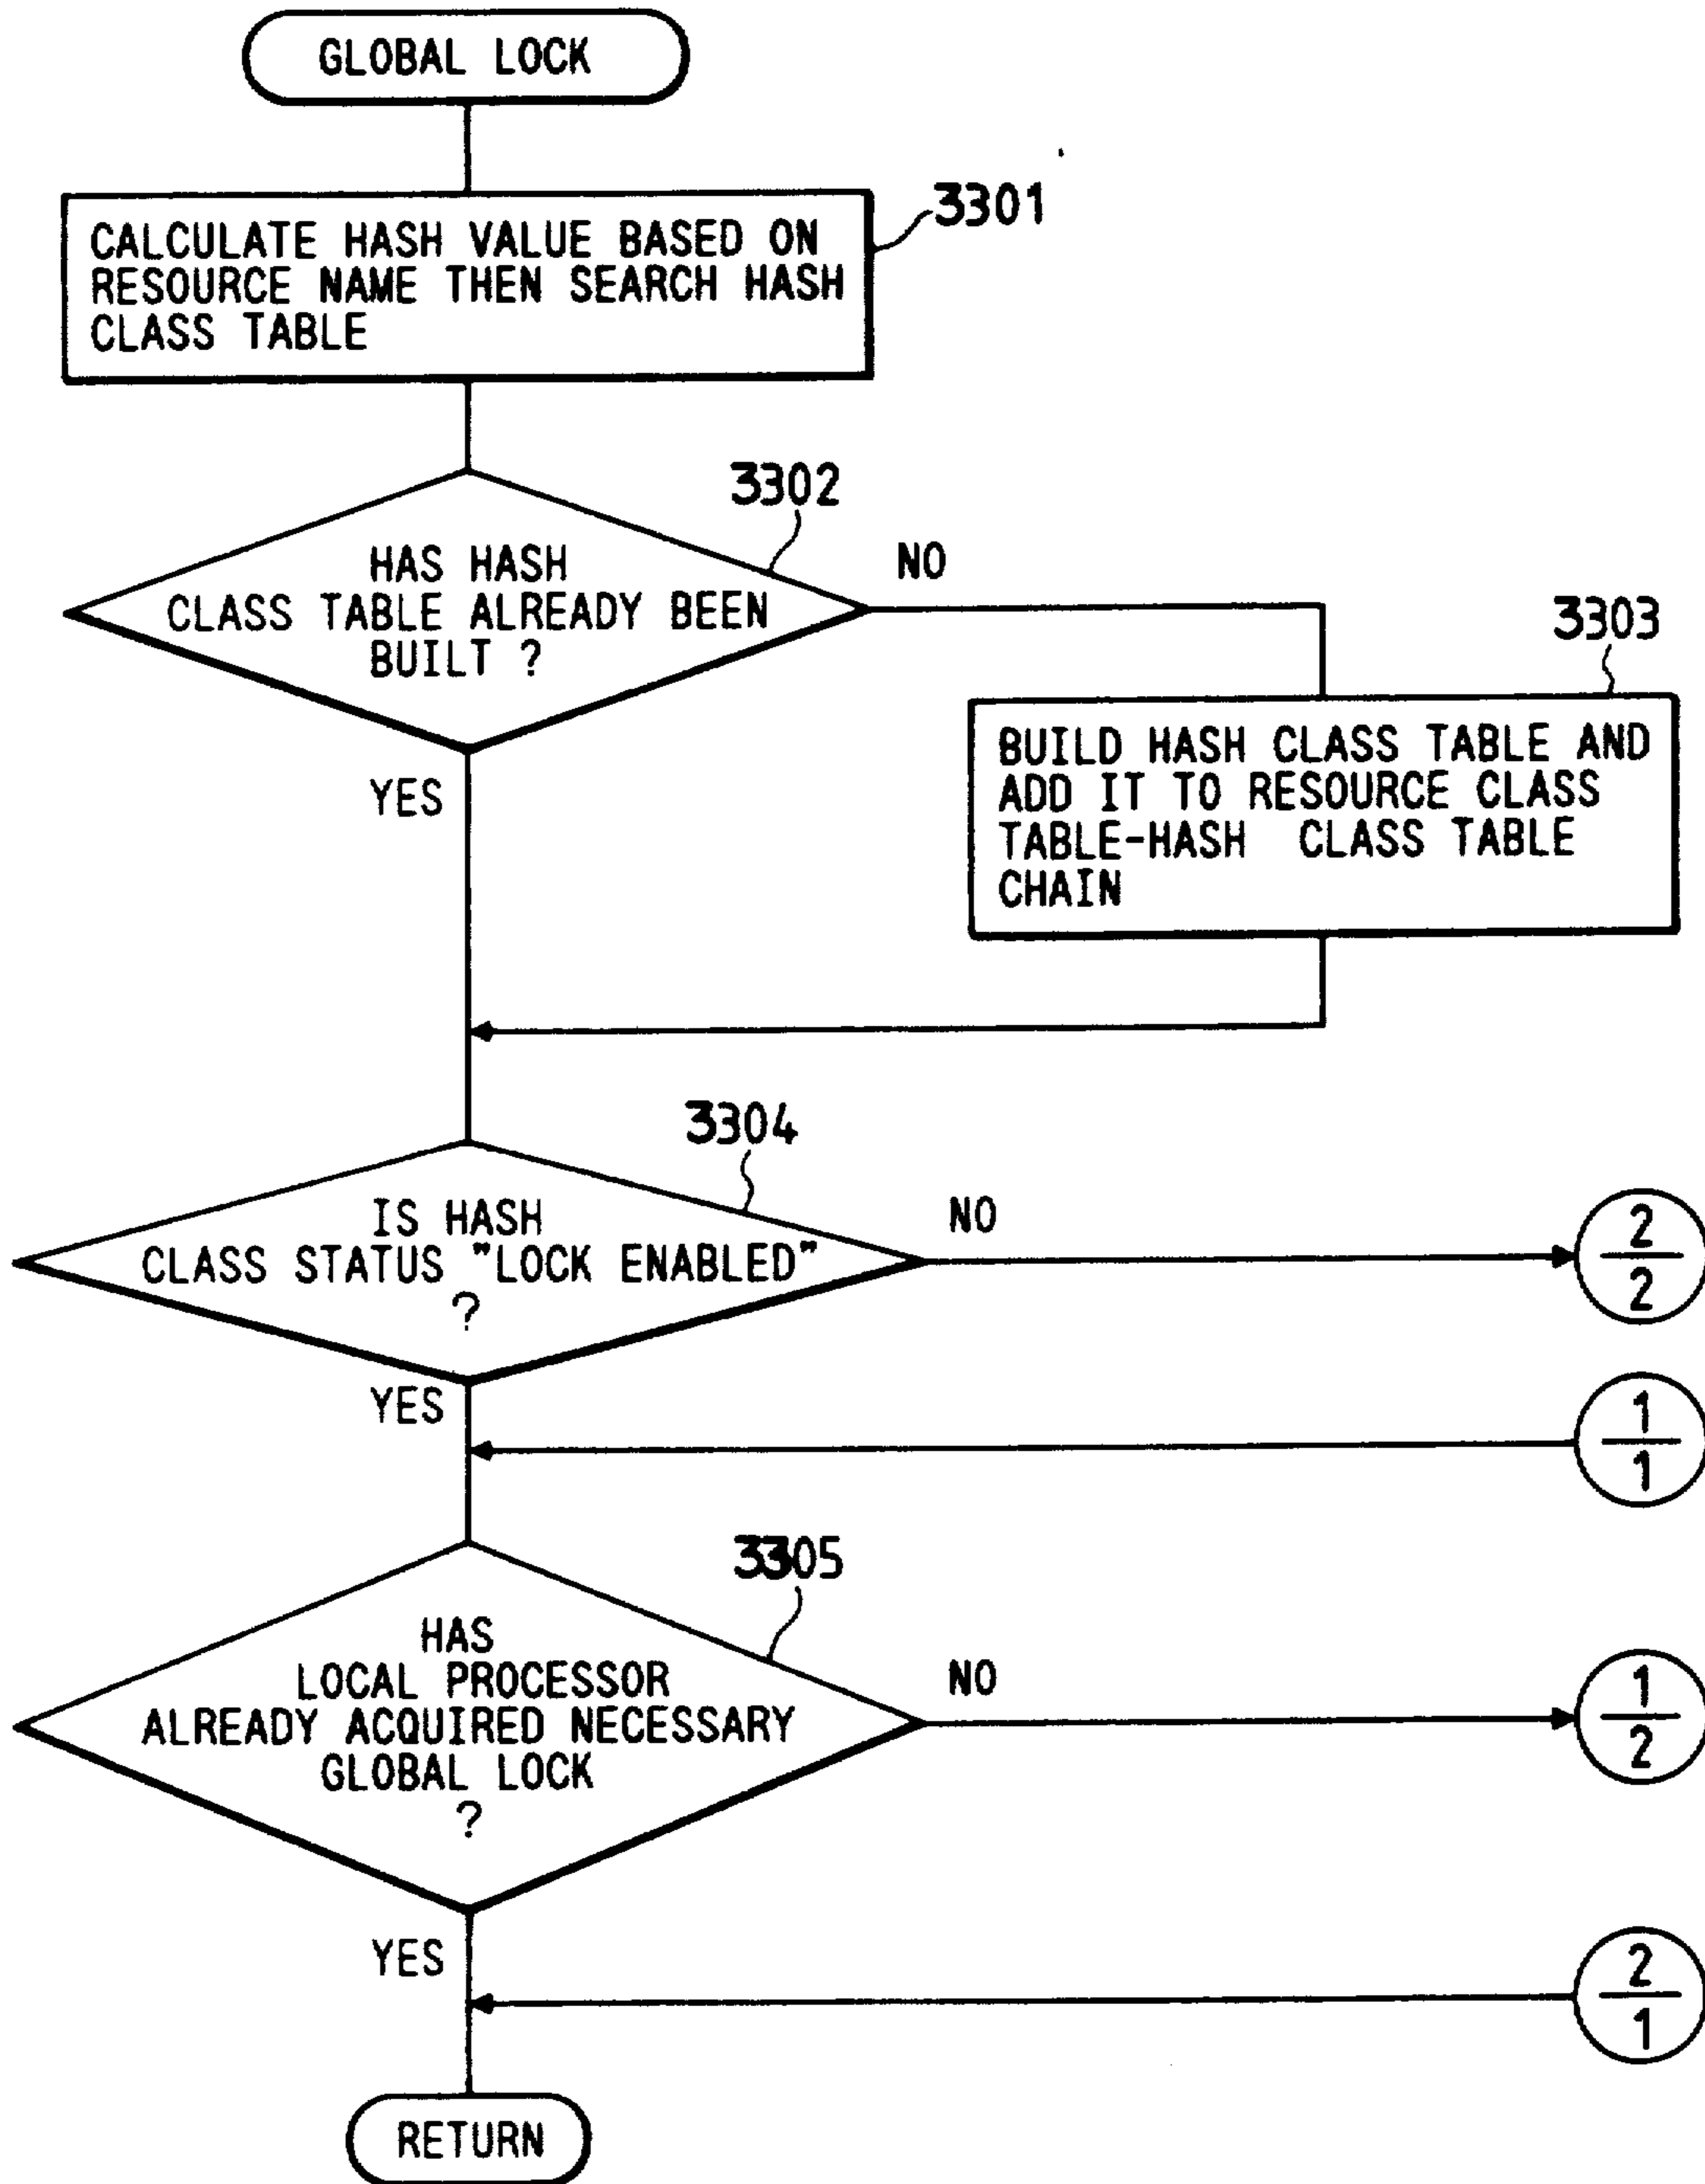 GLOBAL LOCK
3301
CALCULATE HASH VALUE BASED ON
RESOURCE NAME THEN SEARCH HASH
CLASS TABLE
3302
HAS HASH
CLASS TABLE ALREADY BEEN
BUILT ?
NO
YES
3303
BUILD HASH CLASS TABLE AND
ADD IT TO RESOURCE CLASS
TABLE-HASH CLASS TABLE
CHAIN
3304
IS HASH
CLASS STATUS "LOCK ENABLED"
?
NO
2
2
YES
1
1
3305
HAS
LOCAL PROCESSOR
ALREADY ACQUIRED NECESSARY
GLOBAL LOCK
?
NO
1
2
YES
2
1
RETURN